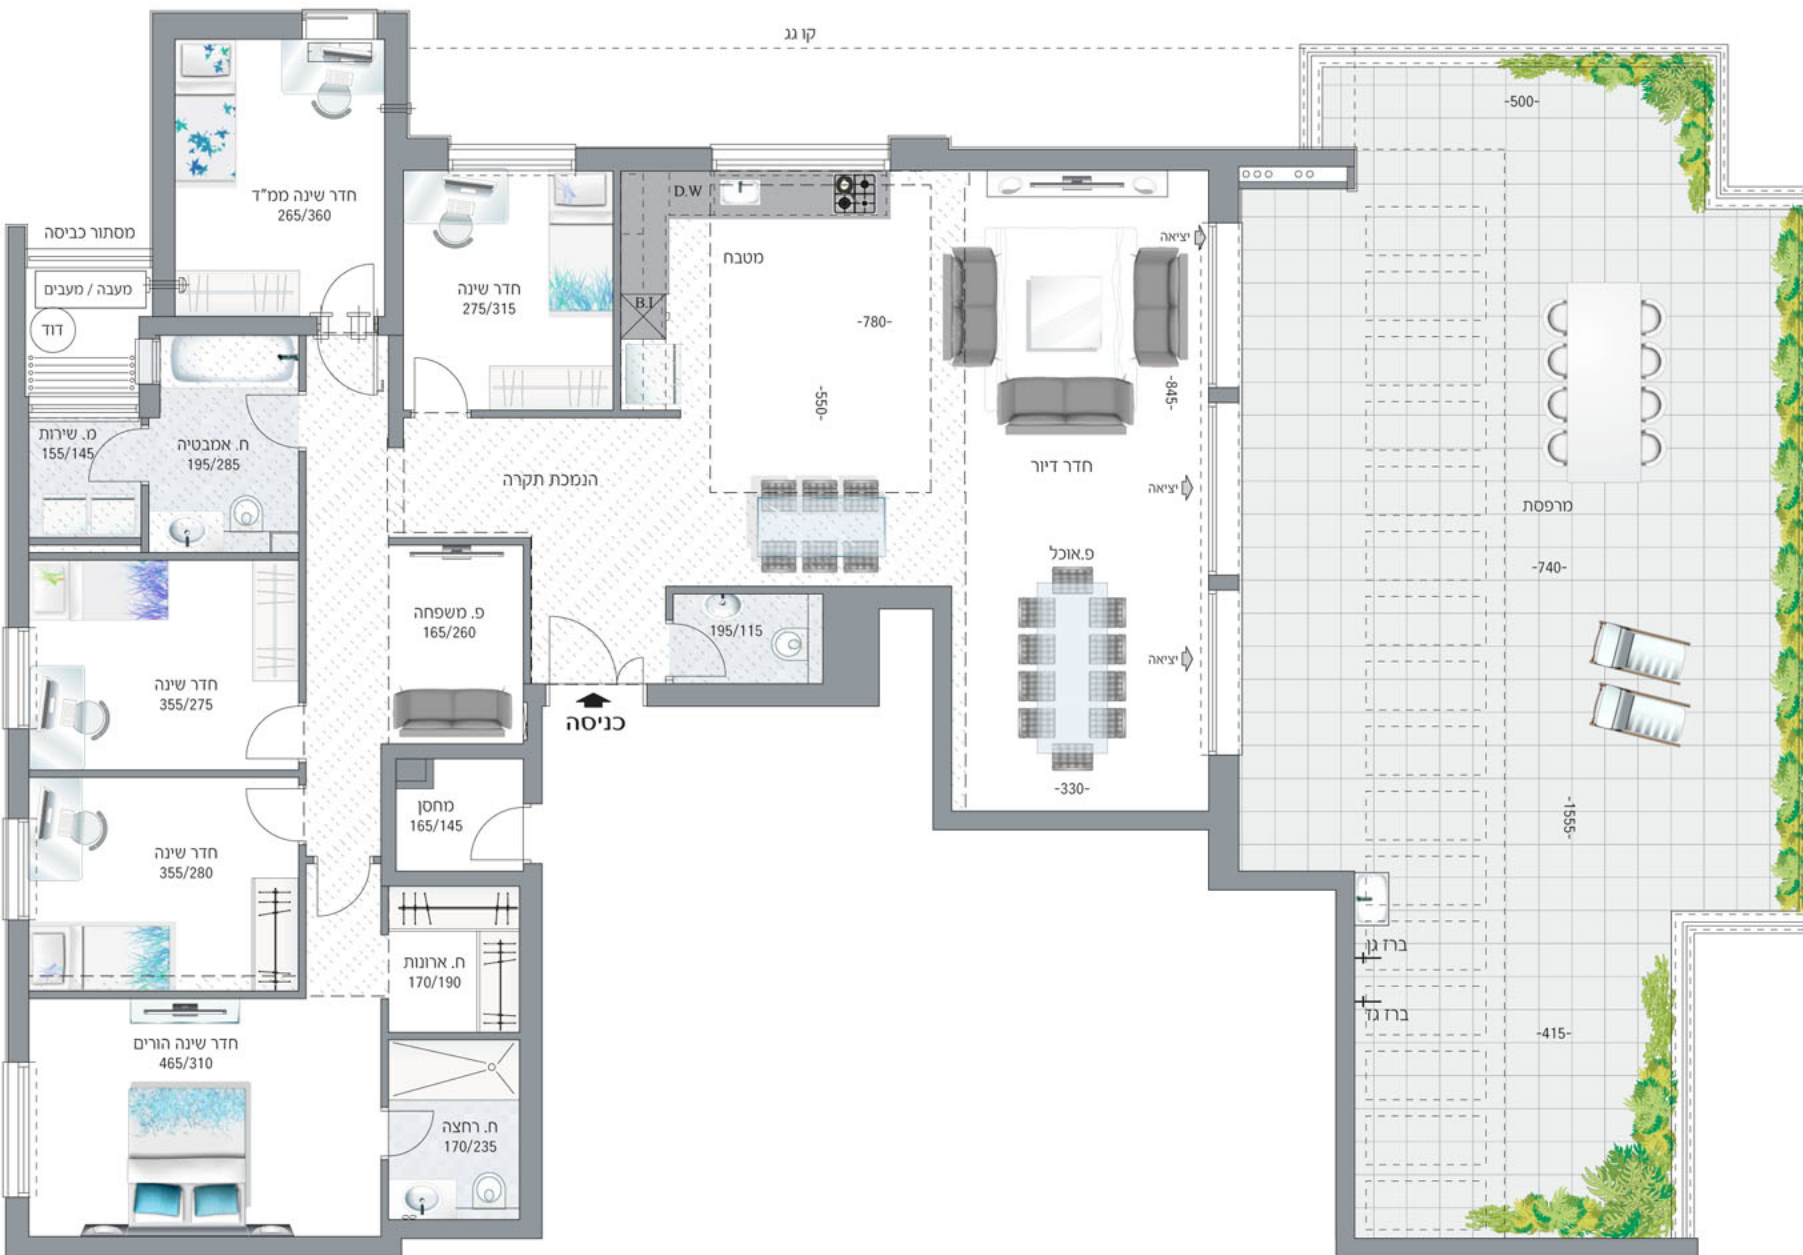 קו גג
-500-
חדר שינה ממ"ד
265/360
D.W
מסתור כביסה
יציאה
מטבח
מעבה / מעבים
חדר שינה
275/315
B.I
דוד
-780-
-845-
-550-
מ. שירות
155/145
ח. אמבטיה
195/285
חדר דיור
הנמכת תקרה
יציאה
מרפסת
פ.אוכל
-740-
פ. משפחה
165/260
195/115
יציאה
חדר שינה
355/275
כניסה
-330-
מחסן
165/145
-1555-
חדר שינה
355/280
ברז גן
ח. ארונות
170/190
ברז גז
-415-
חדר שינה הורים
465/310
ח. רחצה
170/235